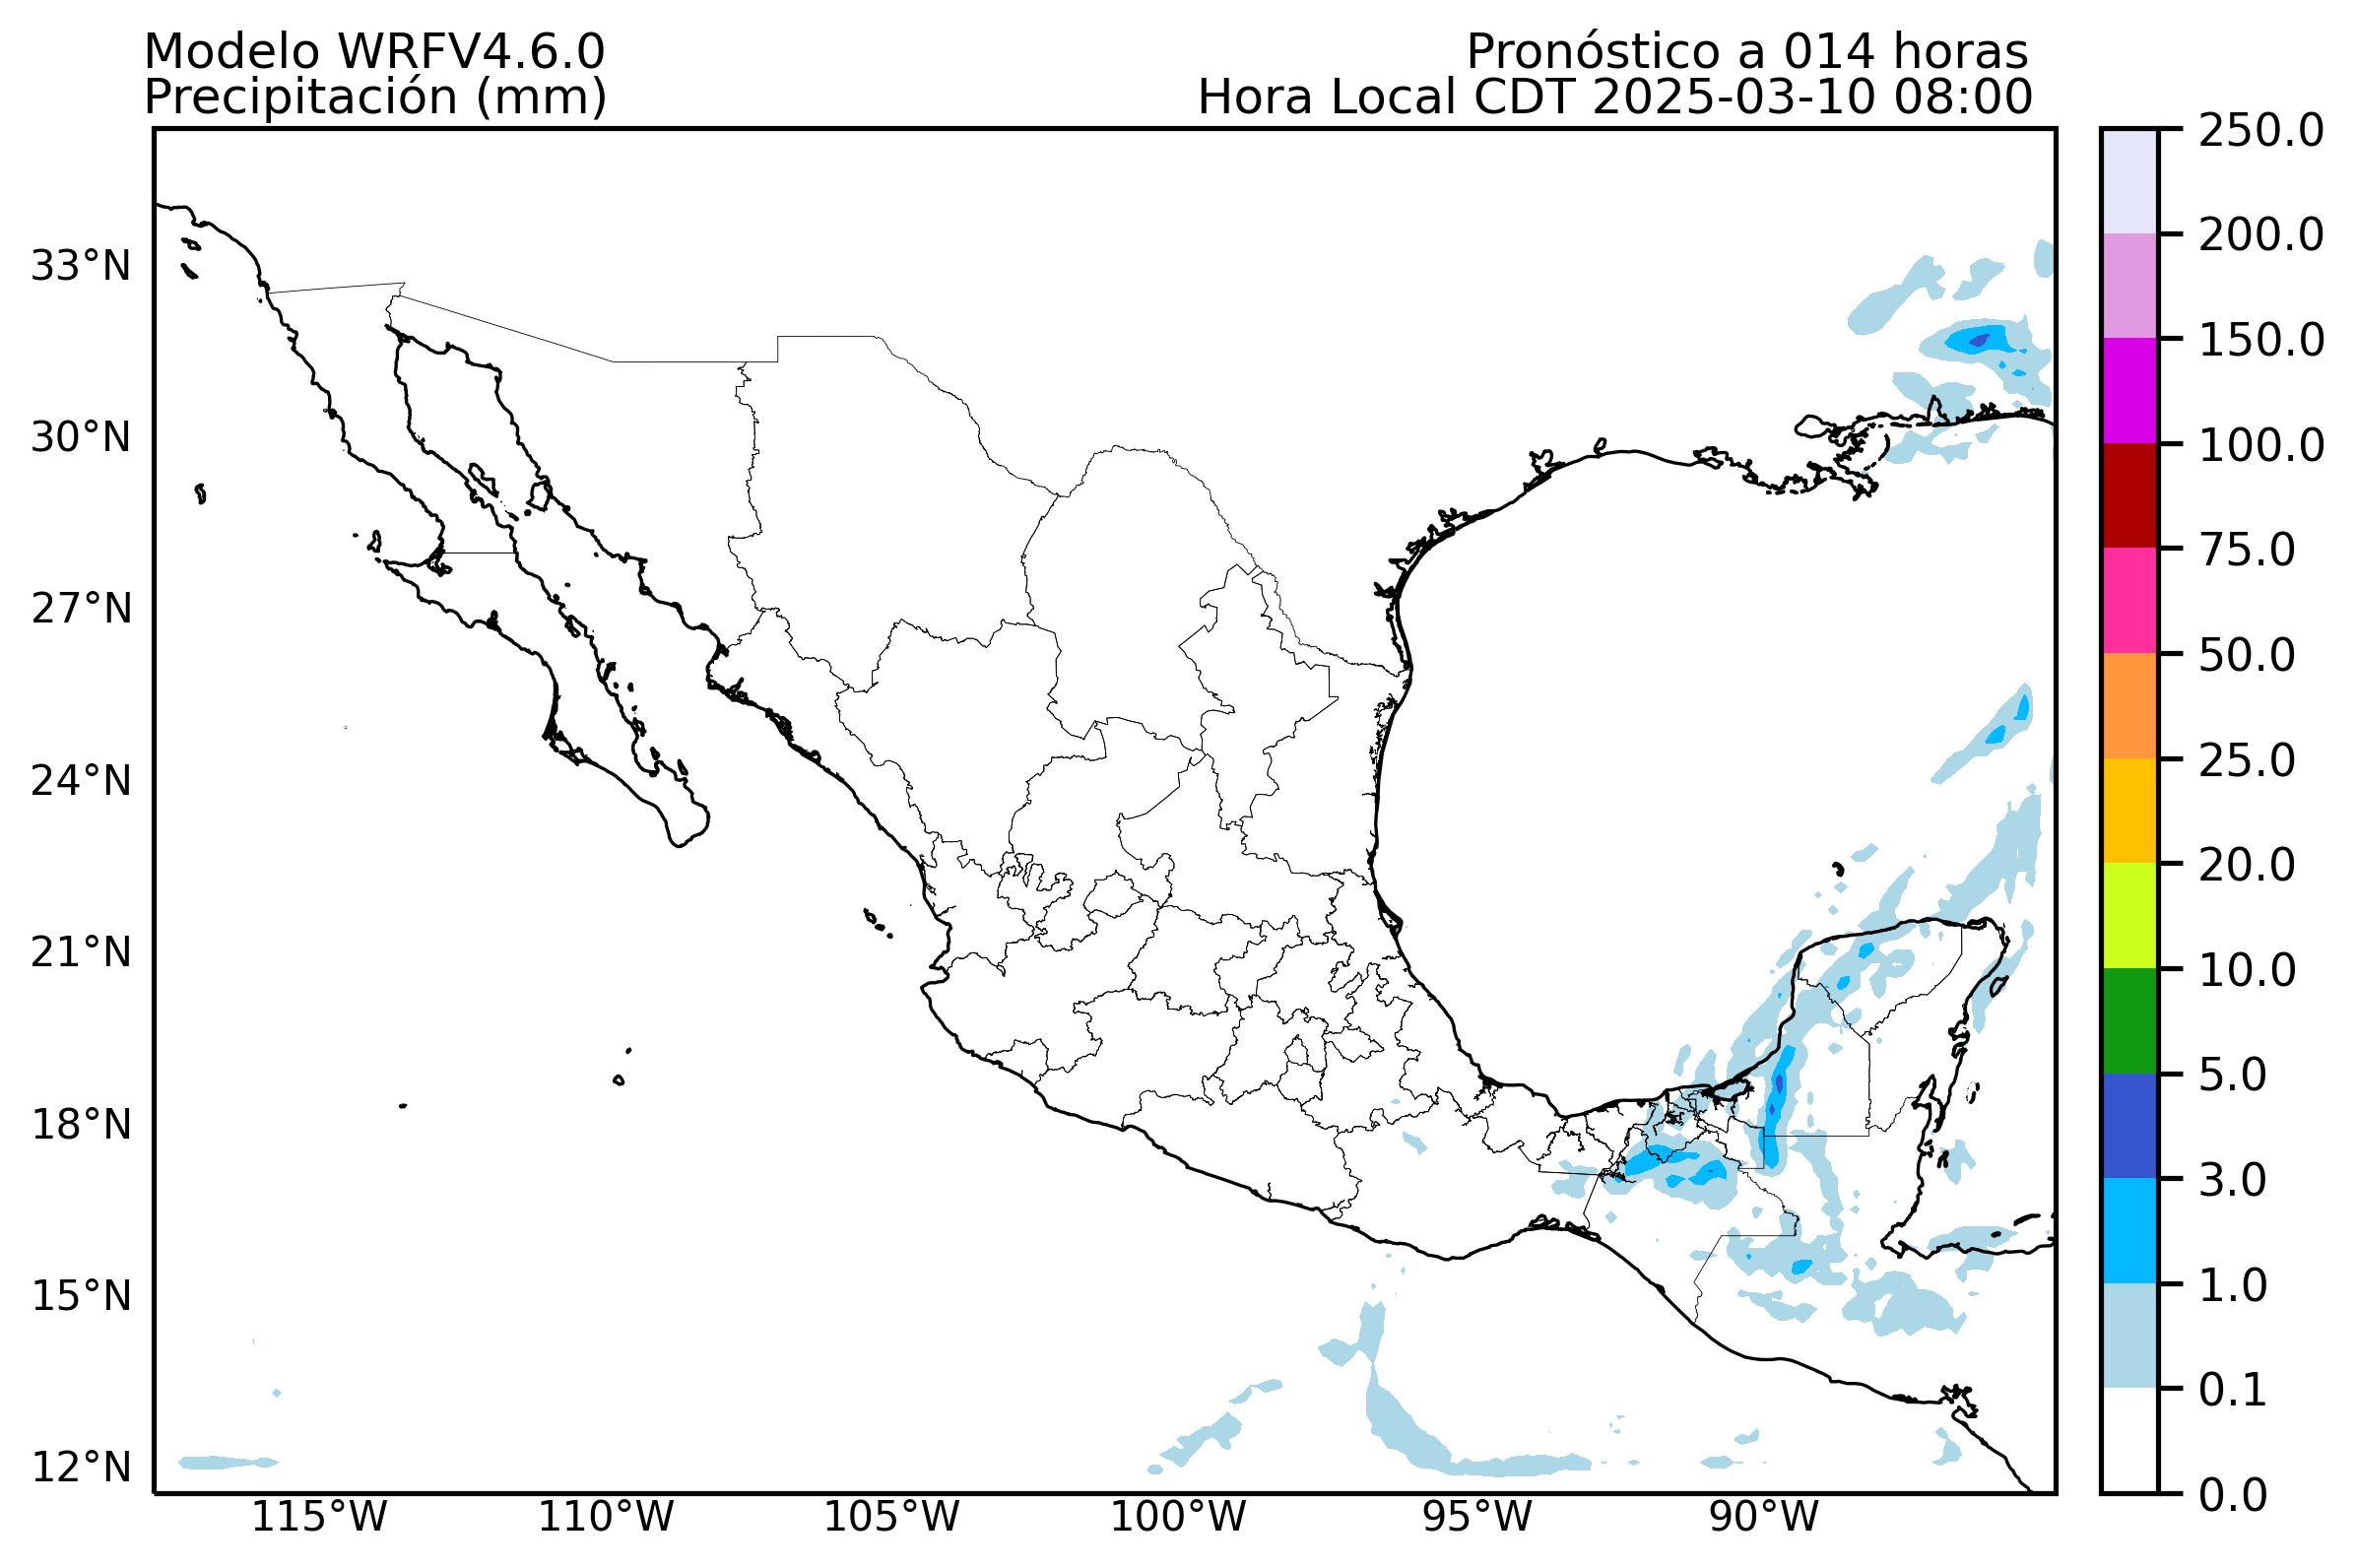 Modelo WRFV4.6.0
Precipitación (mm)
Pronóstico a 014 horas
Hora Local CDT 2025-03-10 08:00
33°N
30°N
27°N
24°N
21°N
18°N
15°N
12°N
115°W
110°W
105°W
100°W
95°W
90°W
250.0
200.0
150.0
100.0
75.0
50.0
25.0
20.0
10.0
5.0
3.0
1.0
0.1
0.0